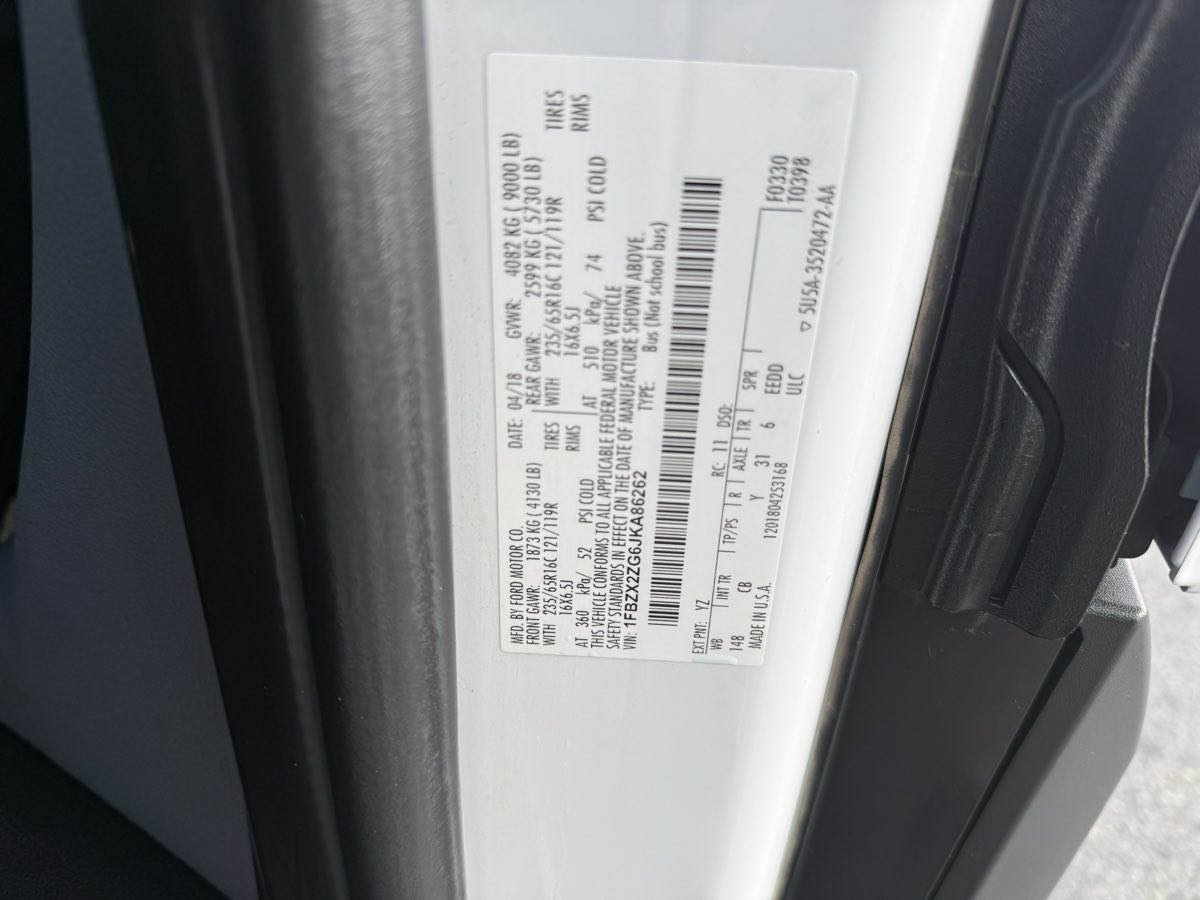 MFD. BY FORD MOTOR CO. DATE: 04/18 GVWR: 4082 KG ( 9000 LB)
FRONT GAWR: 1873 KG ( 4130 LB) REAR GAWR: 2599 KG ( 5730 LB)
WITH 235/65R16C 121/119R TIRES WITH 235/65R16C 121/119R TIRES
16X6.5J RIMS 16X6.5J RIMS
AT 360 kPa/ 52 PSI COLD AT 510 kPa/ 74 PSI COLD
THIS VEHICLE CONFORMS TO ALL APPLICABLE FEDERAL MOTOR VEHICLE
SAFETY STANDARDS IN EFFECT ON THE DATE OF MANUFACTURE SHOWN ABOVE.
VIN: 1FBZX2ZG6JKA86262 TYPE: Bus (Not school bus)
EXT PNT: YZ RC: 11 DSO:
WB INT TR TP/PS R AXLE TR SPR F0330
148 CB Y 31 6 EEDD T0398
MADE IN U.S.A. 1201804253168 ULC ▽ 5U5A-3520472-AA